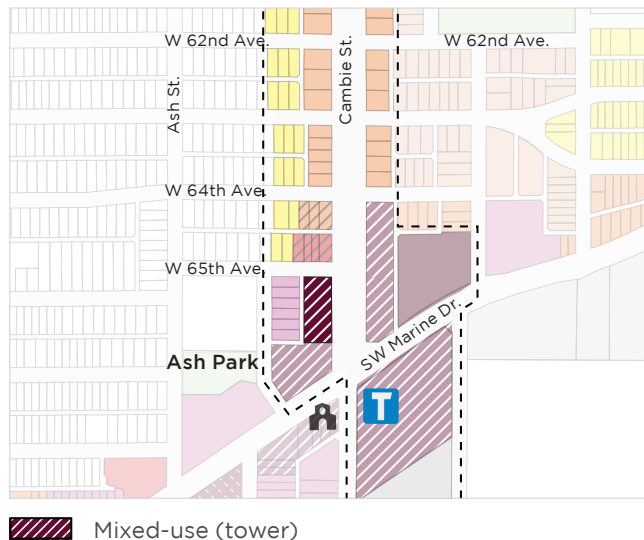 W 62nd Ave.
W 62nd Ave.
Cambie St.
Ash St.
W 64th Ave.
W 65th Ave.
SW Marine Dr.
Ash Park
T
Mixed-use (tower)